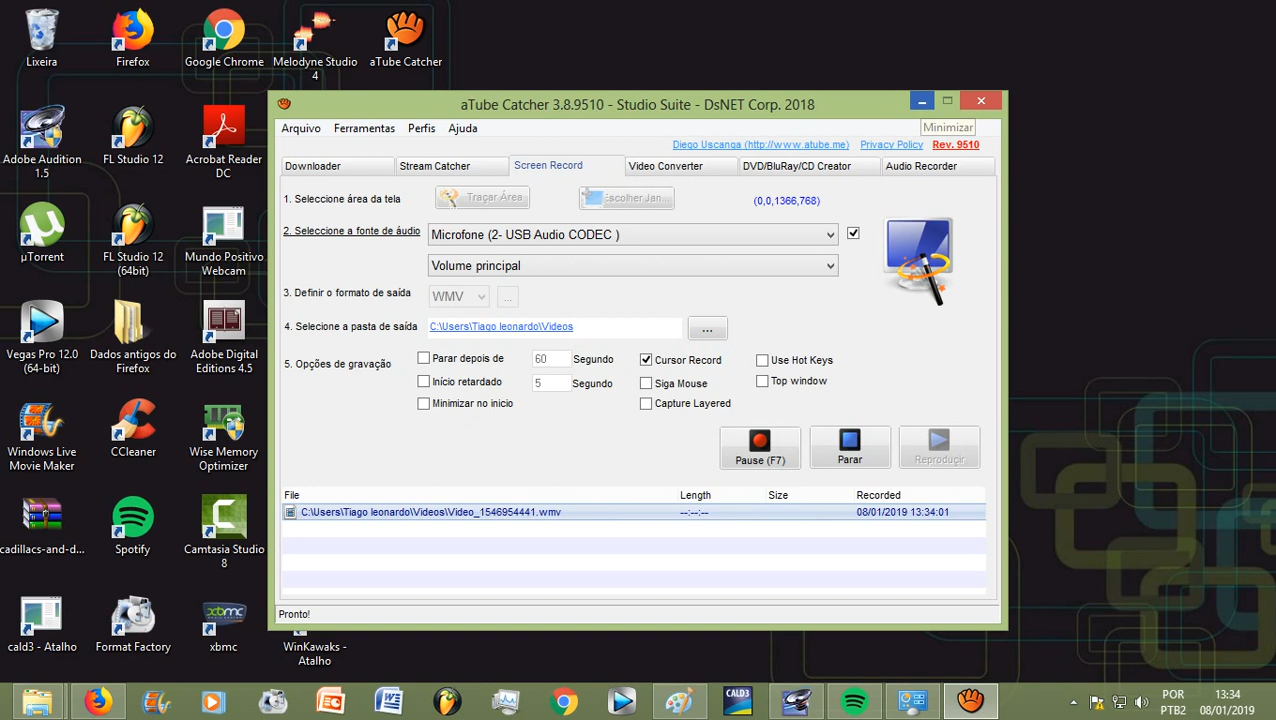 Lixeira
Firefox
Google Chrome
Melodyne Studio 4
aTube Catcher
aTube Catcher 3.8.9510 - Studio Suite - DsNET Corp. 2018
Minimizar
Arquivo Ferramentas Perfis Ajuda
Diego Uscanga (http://www.atube.me) Privacy Policy Rev. 9510
Downloader Stream Catcher Screen Record Video Converter DVD/BluRay/CD Creator Audio Recorder
1. Seleccione área da tela
Traçar Área
Escolher Jan...
(0,0,1366,768)
2. Seleccione a fonte de áudio
Microfone (2- USB Audio CODEC )
Volume principal
3. Definir o formato de saída
WMV
...
4. Selecione a pasta de saída
C:\Users\Tiago leonardo\Videos
...
5. Opções de gravação
Parar depois de 60 Segundo
Cursor Record
Use Hot Keys
Início retardado 5 Segundo
Siga Mouse
Top window
Minimizar no inicio
Capture Layered
Pause (F7)
Parar
Reproduçir
File Length Size Recorded
C:\Users\Tiago leonardo\Videos\Video_1546954441.wmv --:--:-- 08/01/2019 13:34:01
Pronto!
Adobe Audition 1.5
FL Studio 12
Acrobat Reader DC
µTorrent
FL Studio 12 (64bit)
Mundo Positivo Webcam
Vegas Pro 12.0 (64-bit)
Dados antigos do Firefox
Adobe Digital Editions 4.5
Windows Live Movie Maker
CCleaner
Wise Memory Optimizer
cadillacs-and-d...
Spotify
Camtasia Studio 8
cald3 - Atalho
Format Factory
xbmc
xbmc
WinKawaks - Atalho
CALD3
POR
PTB2
13:34
08/01/2019